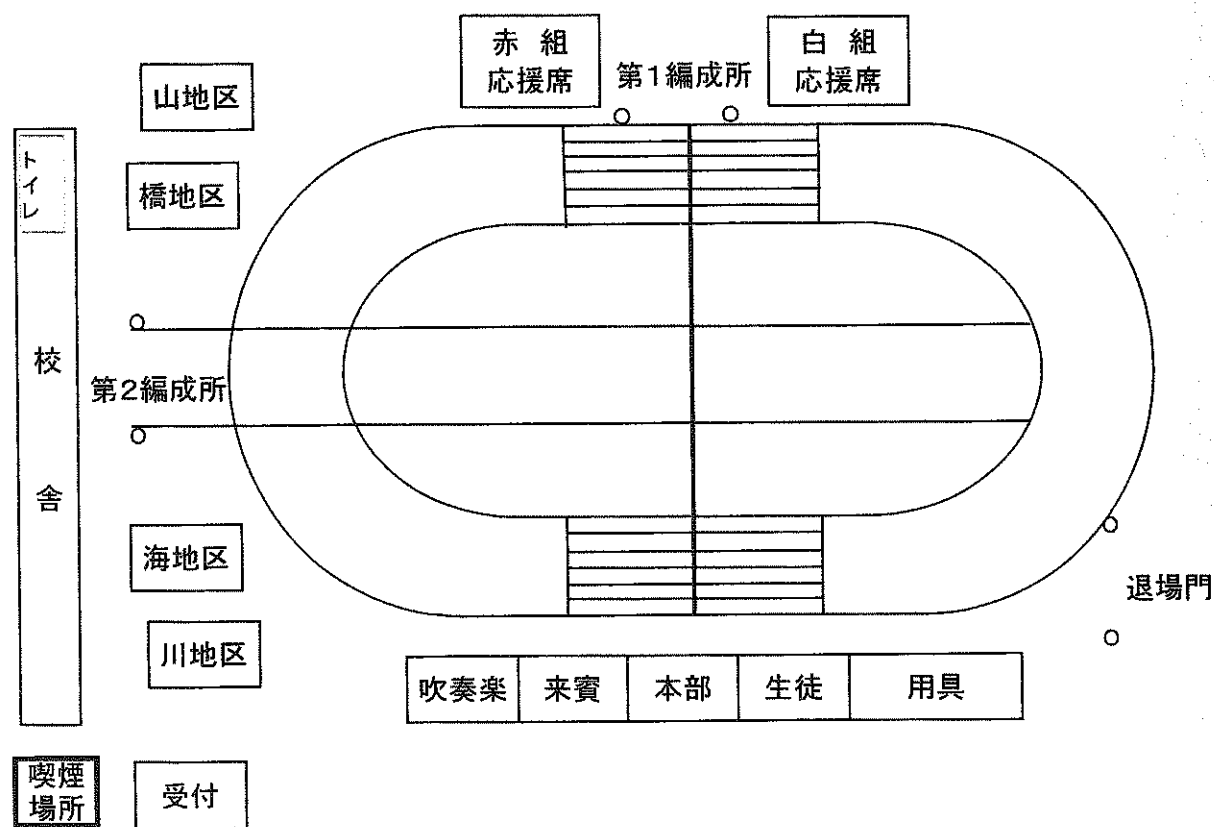 赤 組
応援席
白 組
応援席
第1編成所
山地区
トイレ
橋地区
校舎
第2編成所
海地区
退場門
川地区
吹奏楽
来賓
本部
生徒
用具
喫煙
場所
受付